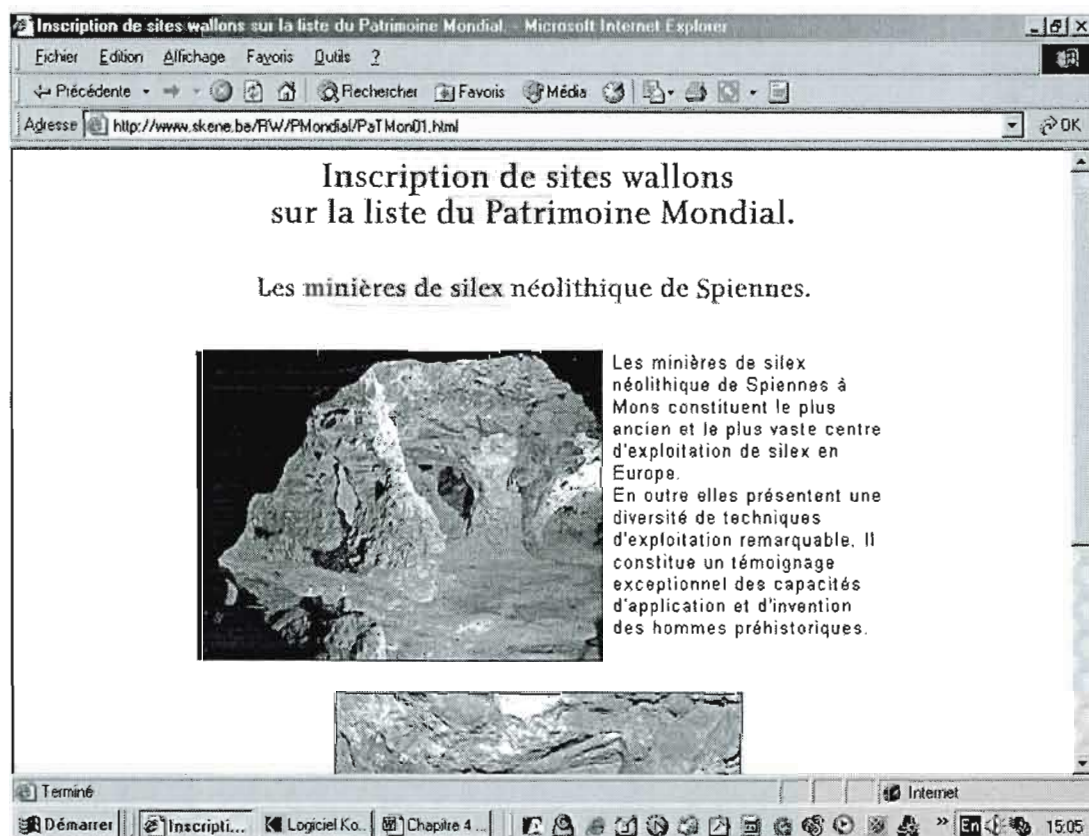 Inscription de sites wallons sur la liste du Patrimoine Mondial. - Microsoft Internet Explorer
Fichier Edition Affichage Favoris Outils ?
Précédente Rechercher Favoris Média
Adresse http://www.skene.be/RW/PMondial/PaTMon01.html OK
Inscription de sites wallons
sur la liste du Patrimoine Mondial.
Les minières de silex néolithique de Spiennes.
Les minières de silex
néolithique de Spiennes à
Mons constituent le plus
ancien et le plus vaste centre
d'exploitation de silex en
Europe.
En outre elles présentent une
diversité de techniques
d'exploitation remarquable. Il
constitue un témoignage
exceptionnel des capacités
d'application et d'invention
des hommes préhistoriques.
Terminé Internet
Démarrer Inscripti... Logiciel Ko... Chapitre 4 ... » En 15:05